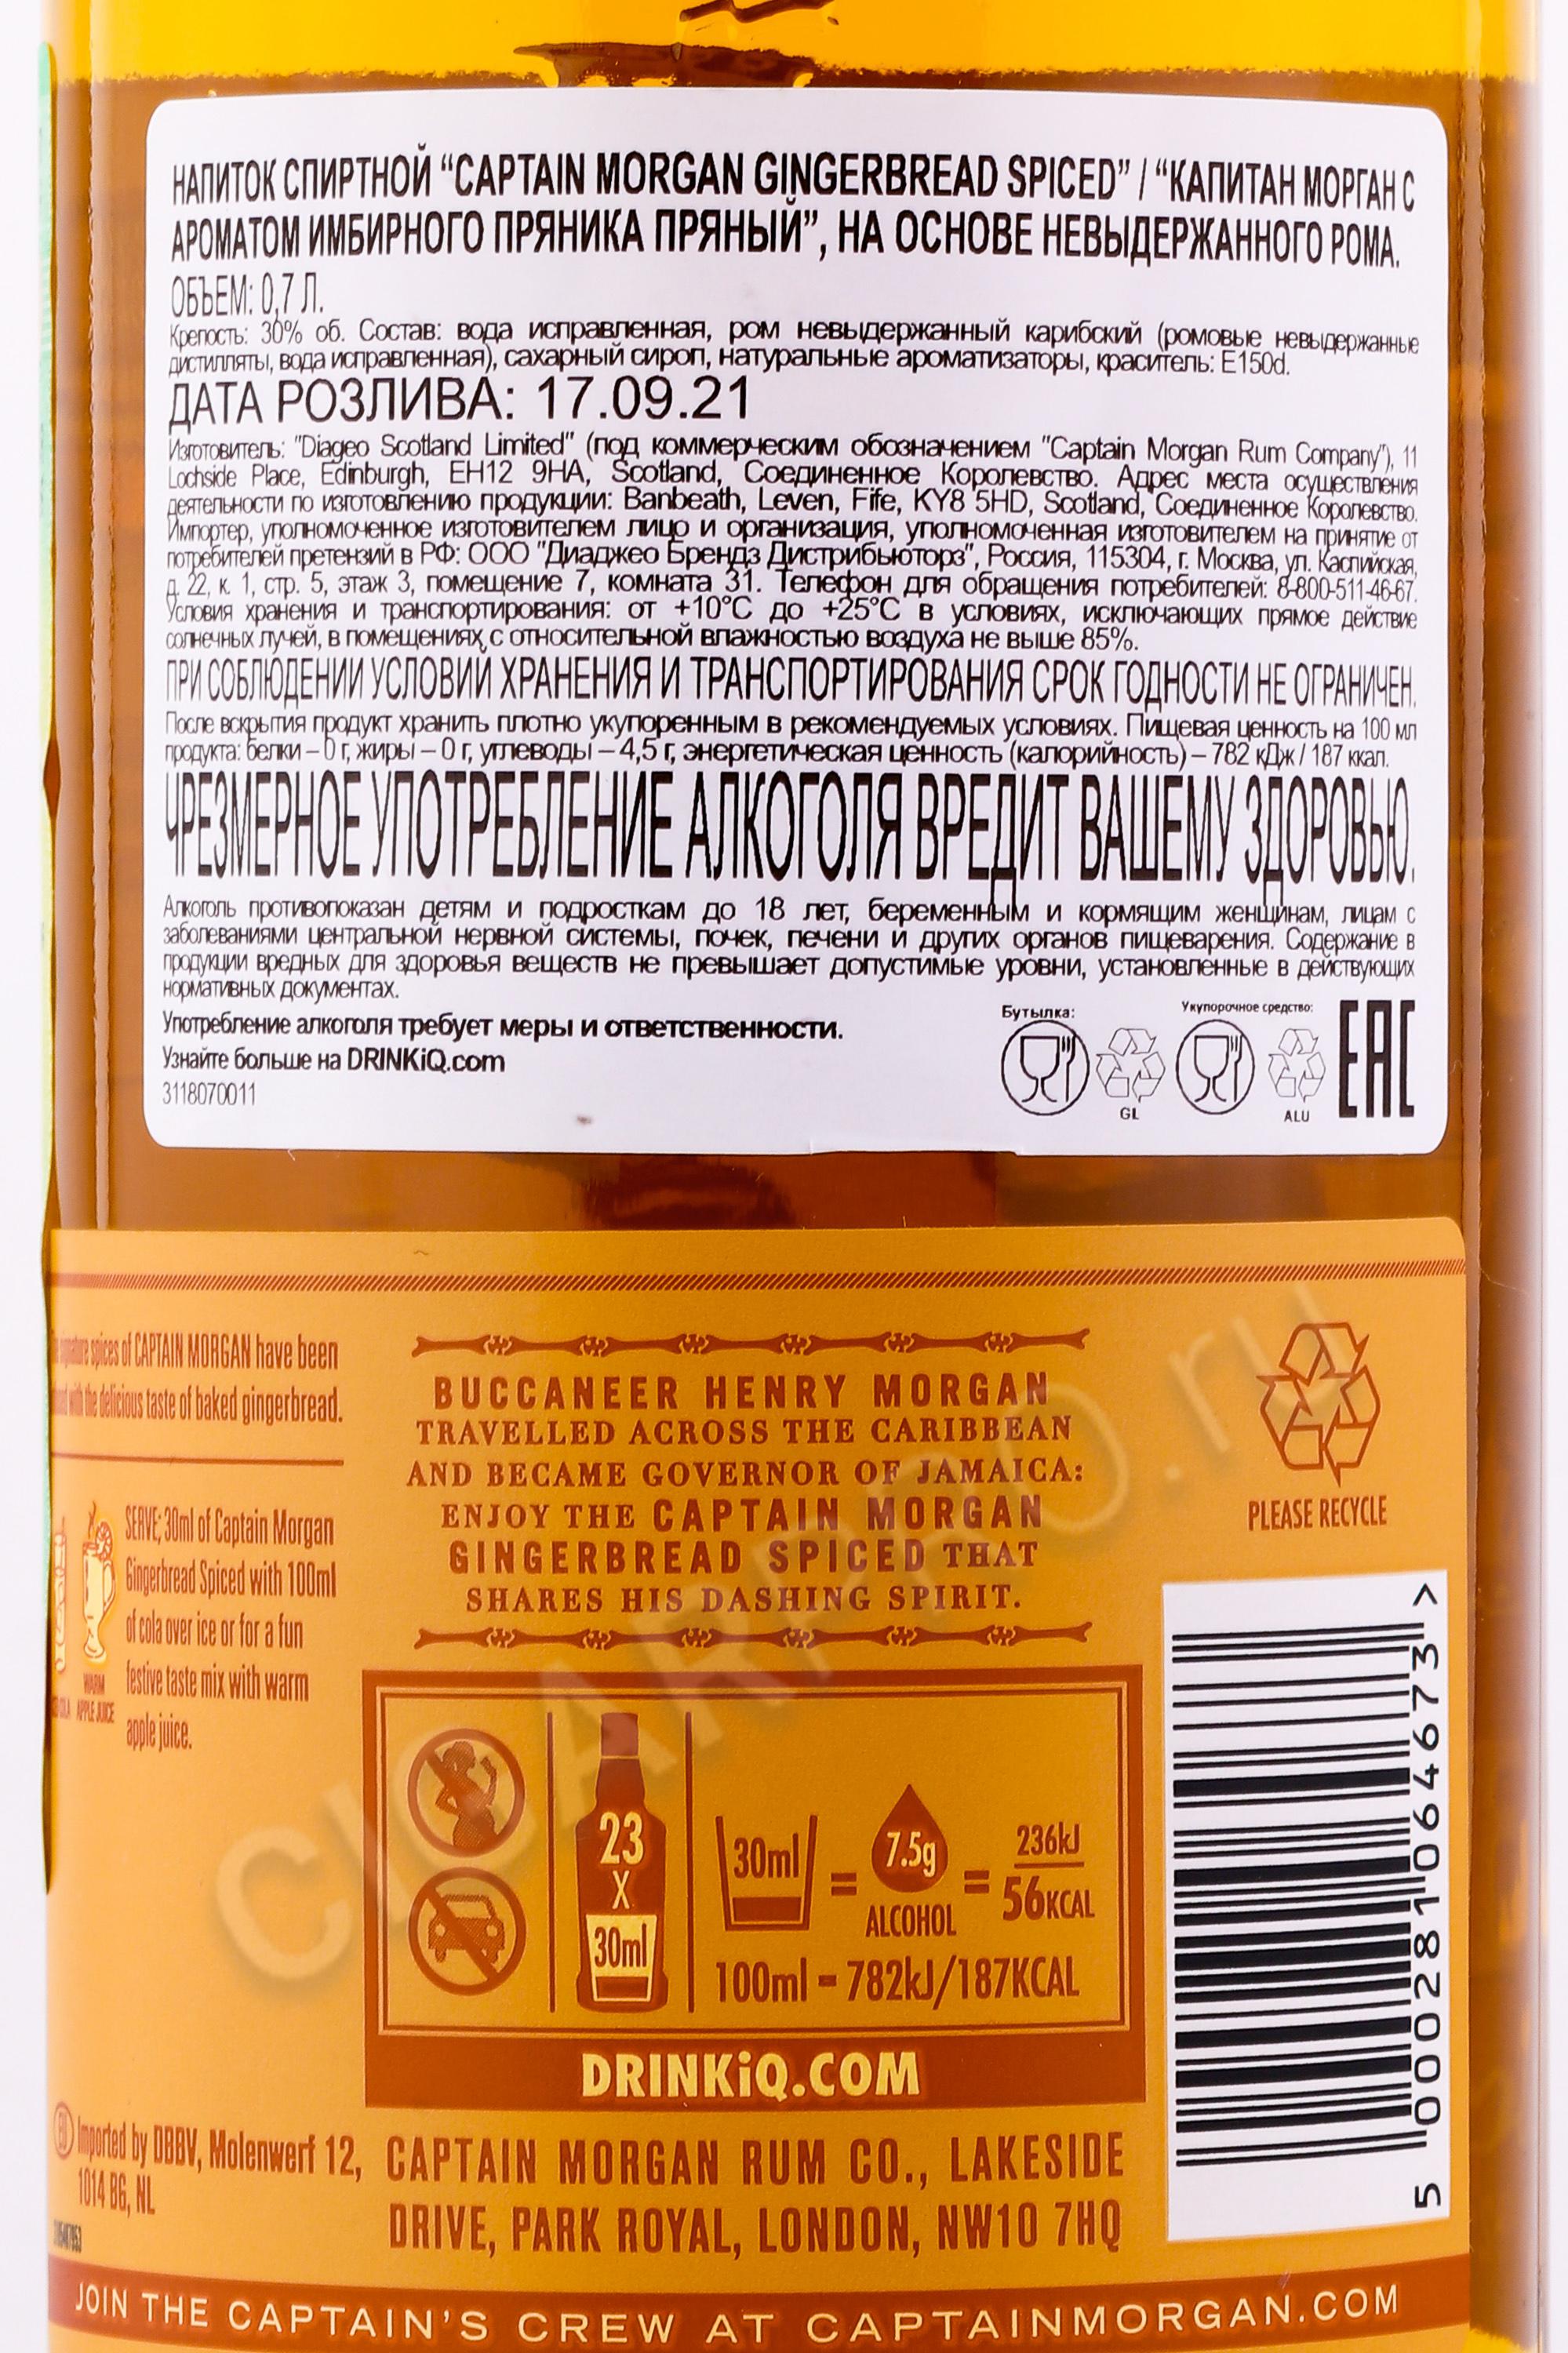 НАПИТОК СПИРТНОЙ “CAPTAIN MORGAN GINGERBREAD SPICED” / “КАПИТАН МОРГАН С
АРОМАТОМ ИМБИРНОГО ПРЯНИКА ПРЯНЫЙ”, НА ОСНОВЕ НЕВЫДЕРЖАННОГО РОМА.
ОБЪЕМ: 0,7 Л.
Крепость: 30% об. Состав: вода исправленная, ром невыдержанный карибский (ромовые невыдержанные
дистилляты, вода исправленная), сахарный сироп, натуральные ароматизаторы, краситель: E150d.
ДАТА РОЗЛИВА: 17.09.21
Изготовитель: "Diageo Scotland Limited" (под коммерческим обозначением "Captain Morgan Rum Company"), 11
Lochside Place, Edinburgh, EH12 9HA, Scotland, Соединенное Королевство. Адрес места осуществления
деятельности по изготовлению продукции: Banbeath, Leven, Fife, KY8 5HD, Scotland, Соединенное Королевство.
Импортер, уполномоченное изготовителем лицо и организация, уполномоченная изготовителем на принятие от
потребителей претензий в РФ: ООО "Диаджео Брендз Дистрибьюторз", Россия, 115304, г. Москва, ул. Каспийская,
д. 22, к. 1, стр. 5, этаж 3, помещение 7, комната 31. Телефон для обращения потребителей: 8-800-511-46-67.
Условия хранения и транспортирования: от +10°C до +25°C в условиях, исключающих прямое действие
солнечных лучей, в помещениях с относительной влажностью воздуха не выше 85%.
ПРИ СОБЛЮДЕНИИ УСЛОВИЙ ХРАНЕНИЯ И ТРАНСПОРТИРОВАНИЯ СРОК ГОДНОСТИ НЕ ОГРАНИЧЕН.
После вскрытия продукт хранить плотно укупоренным в рекомендуемых условиях. Пищевая ценность на 100 мл
продукта: белки – 0 г, жиры – 0 г, углеводы – 4,5 г, энергетическая ценность (калорийность) – 782 кДж / 187 ккал.
ЧРЕЗМЕРНОЕ УПОТРЕБЛЕНИЕ АЛКОГОЛЯ ВРЕДИТ ВАШЕМУ ЗДОРОВЬЮ.
Алкоголь противопоказан детям и подросткам до 18 лет, беременным и кормящим женщинам, лицам с
заболеваниями центральной нервной системы, почек, печени и других органов пищеварения. Содержание в
продукции вредных для здоровья веществ не превышает допустимые уровни, установленные в действующих
нормативных документах.
Употребление алкоголя требует меры и ответственности.
Узнайте больше на DRINKiQ.com
3118070011
Бутылка:
Укупорочное средство:
GL
ALU
EAC
signature spices of CAPTAIN MORGAN have been
with the delicious taste of baked gingerbread.
SERVE; 30ml of Captain Morgan
Gingerbread Spiced with 100ml
of cola over ice or for a fun
festive taste mix with warm
apple juice.
WARM
APPLE JUICE
BUCCANEER HENRY MORGAN
TRAVELLED ACROSS THE CARIBBEAN
AND BECAME GOVERNOR OF JAMAICA:
ENJOY THE CAPTAIN MORGAN
GINGERBREAD SPICED THAT
SHARES HIS DASHING SPIRIT.
PLEASE RECYCLE
23
X
30ml
30ml
=
7.5g
ALCOHOL
=
236kJ
56KCAL
100ml = 782kJ/187KCAL
DRINKiQ.COM
5 000281 064673 >
EU Imported by DBBV, Molenwerf 12,
1014 BG, NL
CAPTAIN MORGAN RUM CO., LAKESIDE
DRIVE, PARK ROYAL, LONDON, NW10 7HQ
JOIN THE CAPTAIN'S CREW AT CAPTAINMORGAN.COM
CIGARPRO.ru